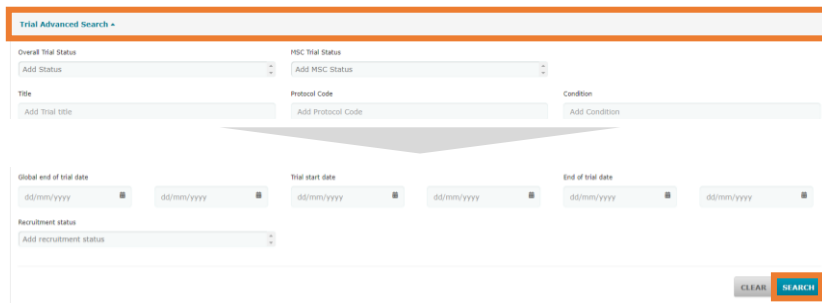 Trial Advanced Search
Overall Trial Status MSC Trial Status
Add Status Add MSC Status
Title Protocol Code Condition
Add Trial title Add Protocol Code Add Condition
Global end of trial date Trial start date End of trial date
dd/mm/yyyy dd/mm/yyyy dd/mm/yyyy dd/mm/yyyy dd/mm/yyyy dd/mm/yyyy
Recruitment status
Add recruitment status
CLEAR SEARCH